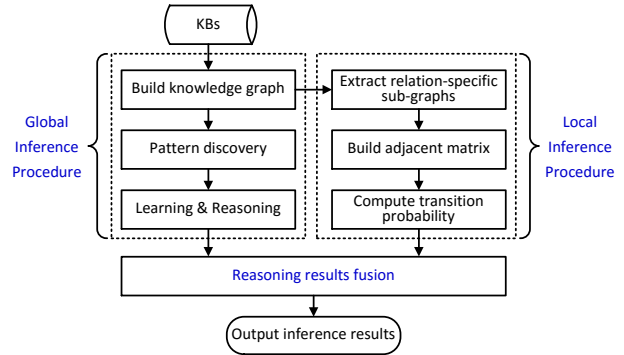 KBs
Build knowledge graph
Extract relation-specific
sub-graphs
Global
Inference
Procedure
Pattern discovery
Build adjacent matrix
Local
Inference
Procedure
Learning & Reasoning
Compute transition
probability
Reasoning results fusion
Output inference results